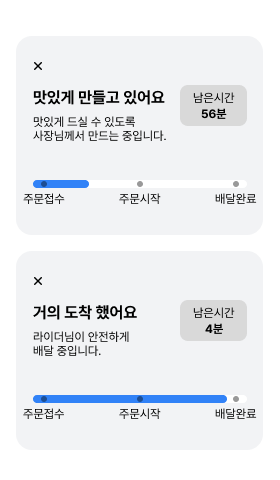 맛있게 만들고 있어요
남은시간
56분
맛있게 드실 수 있도록
사장님께서 만드는 중입니다.
주문접수 주문시작 배달완료
거의 도착 했어요
남은시간
4분
라이더님이 안전하게
배달 중입니다.
주문접수 주문시작 배달완료